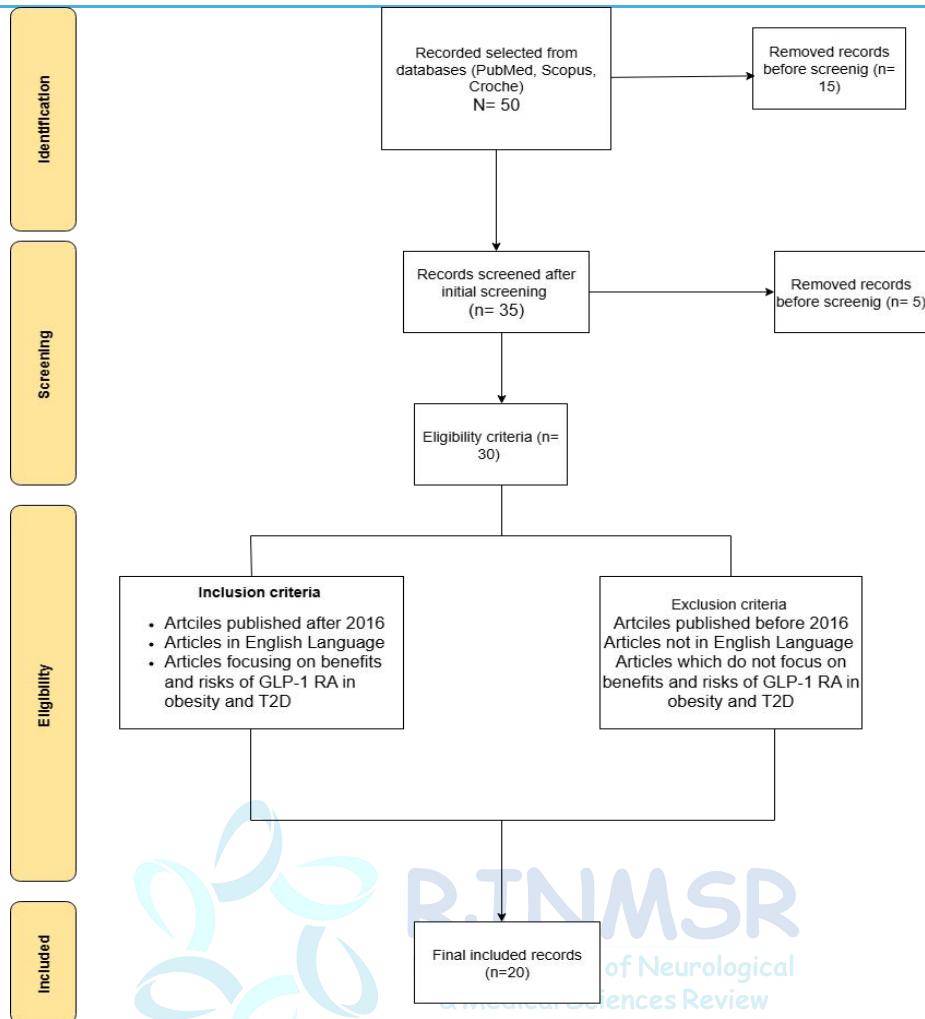 Identification
Recorded selected from
databases (PubMed, Scopus,
Croche)
N= 50
Removed records
before screenig (n=
15)
Screening
Records screened after
initial screening
(n= 35)
Removed records
before screenig (n= 5)
Eligibility criteria (n=
30)
Eligibility
Inclusion criteria
• Artciles published after 2016
• Articles in English Language
• Articles focusing on benefits
and risks of GLP-1 RA in
obesity and T2D
Exclusion criteria
Artciles published before 2016
Articles not in English Language
Articles which do not focus on
benefits and risks of GLP-1 RA in
obesity and T2D
Included
Final included records
(n=20)
RJNMSR
of Neurological
& Medical Sciences Review